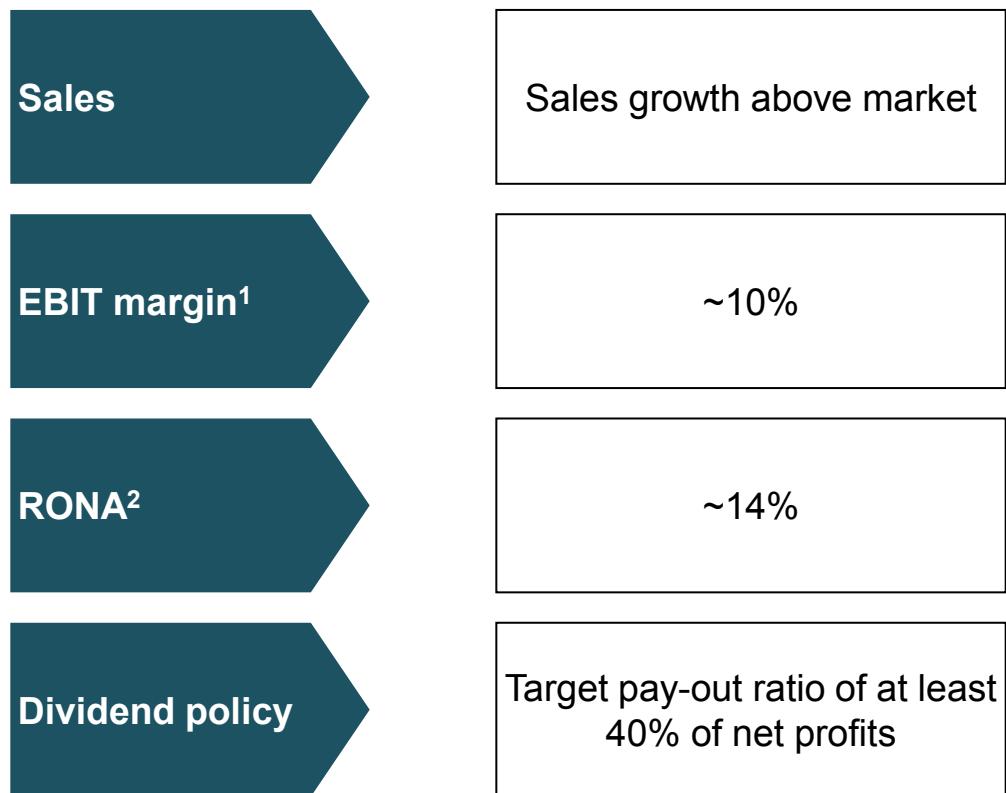 Sales
Sales growth above market
EBIT margin¹
~10%
RONA²
~14%
Dividend policy
Target pay-out ratio of at least
40% of net profits